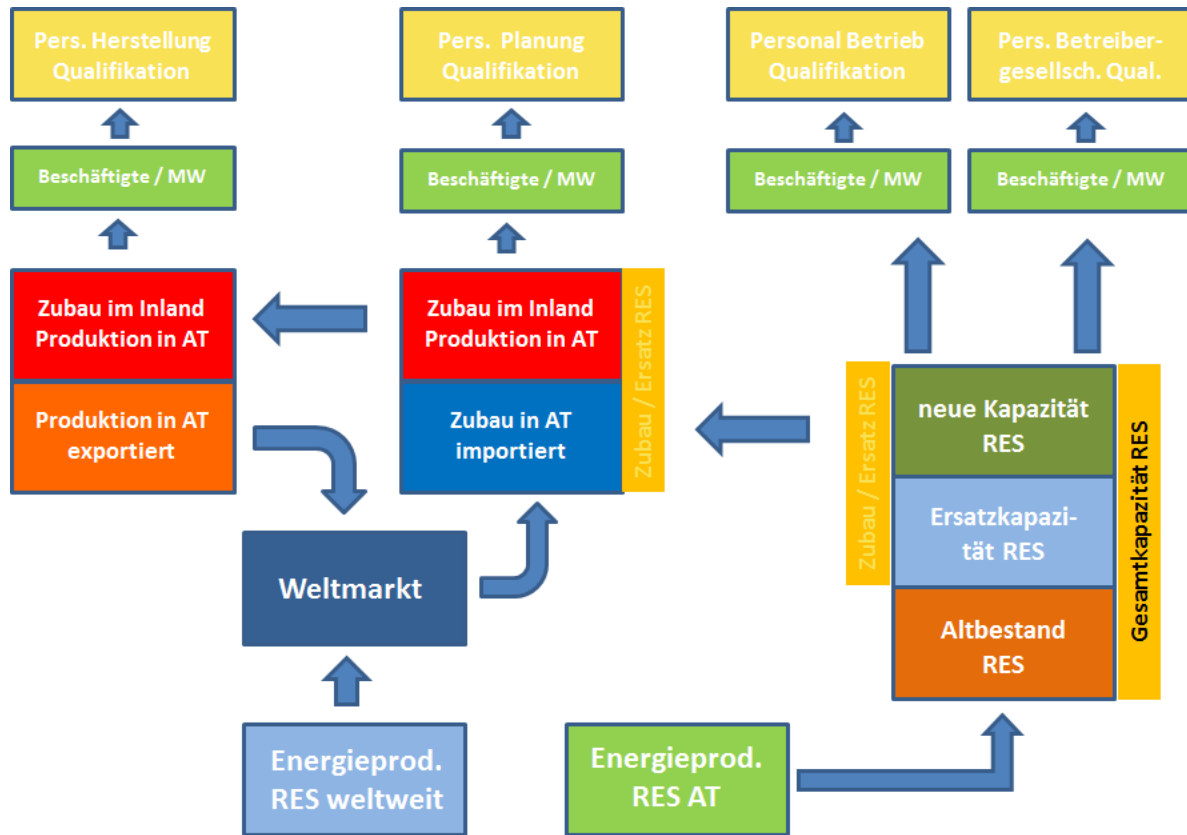 Pers. Herstellung
Qualifikation
Pers. Planung
Qualifikation
Personal Betrieb
Qualifikation
Pers. Betreiber-
gesellsch. Qual.
Beschäftigte / MW
Beschäftigte / MW
Beschäftigte / MW
Beschäftigte / MW
Zubau im Inland
Produktion in AT
Produktion in AT
exportiert
Zubau im Inland
Produktion in AT
Zubau in AT
importiert
Zubau / Ersatz RES
Zubau / Ersatz RES
neue Kapazität
RES
Ersatzkapazi-
tät RES
Altbestand
RES
Gesamtkapazität RES
Weltmarkt
Energieprod.
RES weltweit
Energieprod.
RES AT